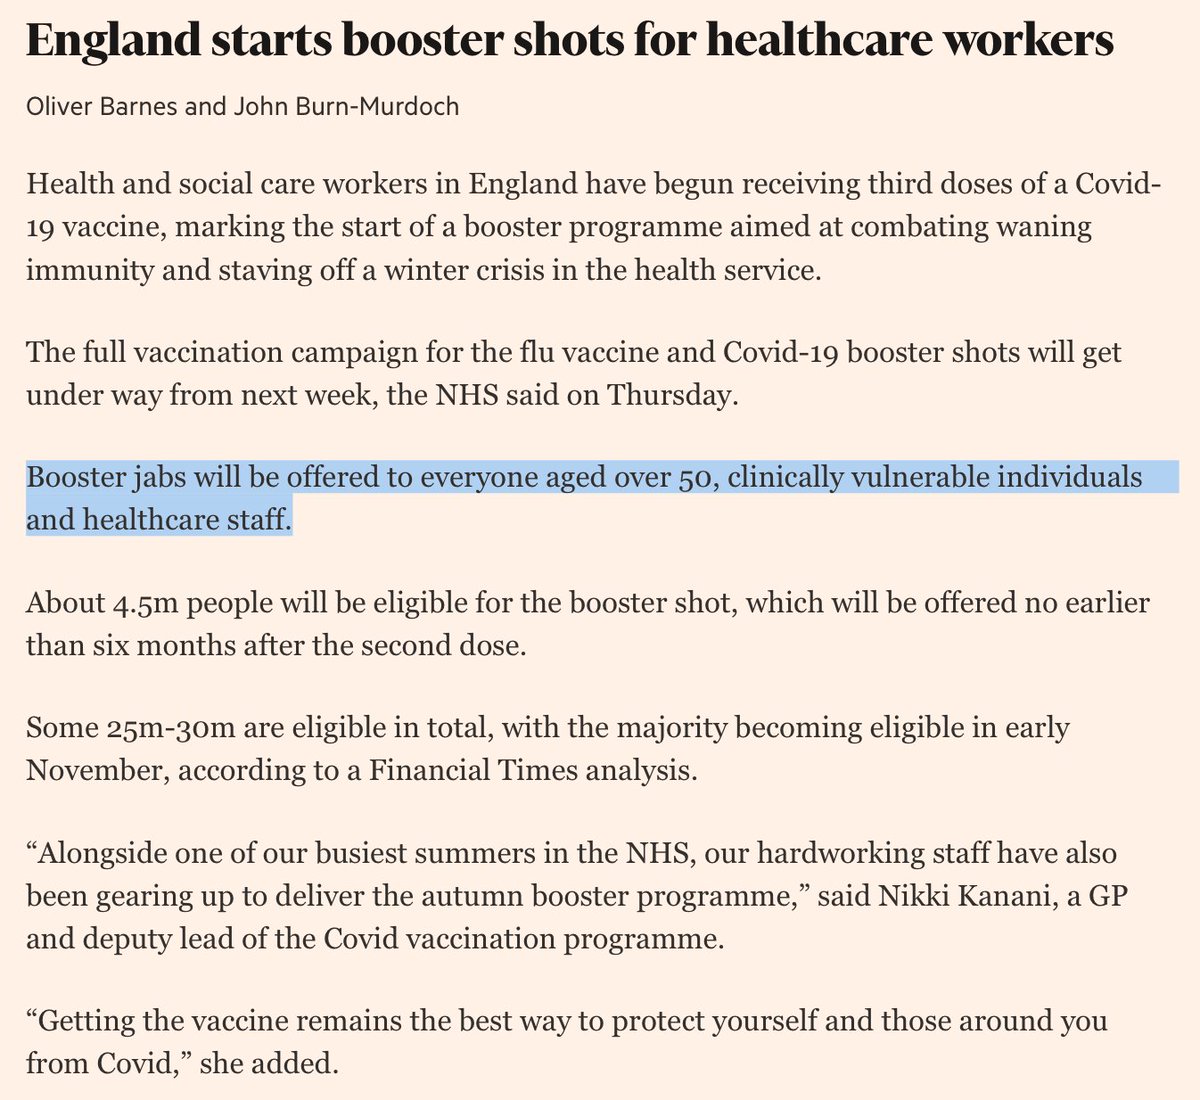 England starts booster shots for healthcare workers
Oliver Barnes and John Burn-Murdoch
Health and social care workers in England have begun receiving third doses of a Covid-
19 vaccine, marking the start of a booster programme aimed at combating waning
immunity and staving off a winter crisis in the health service.
The full vaccination campaign for the flu vaccine and Covid-19 booster shots will get
under way from next week, the NHS said on Thursday.
Booster jabs will be offered to everyone aged over 50, clinically vulnerable individuals
and healthcare staff.
About 4.5m people will be eligible for the booster shot, which will be offered no earlier
than six months after the second dose.
Some 25m-30m are eligible in total, with the majority becoming eligible in early
November, according to a Financial Times analysis.
“Alongside one of our busiest summers in the NHS, our hardworking staff have also
been gearing up to deliver the autumn booster programme,” said Nikki Kanani, a GP
and deputy lead of the Covid vaccination programme.
“Getting the vaccine remains the best way to protect yourself and those around you
from Covid,” she added.